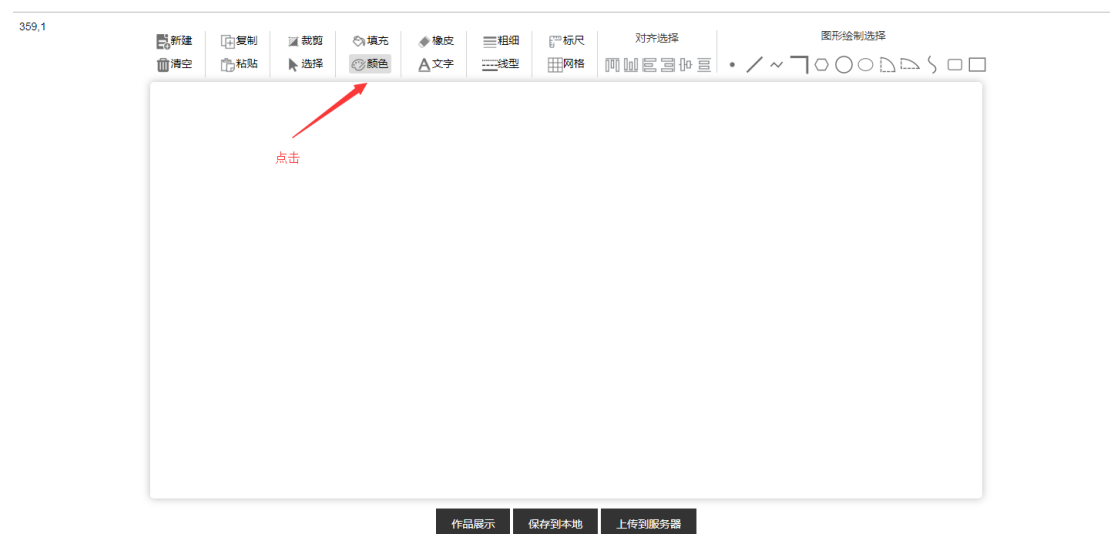 359,1
新建 复制 裁剪 填充 橡皮 粗细 标尺 对齐选择 图形绘制选择
清空 粘贴 选择 颜色 A文字 线型 网格
点击
作品展示 保存到本地 上传到服务器